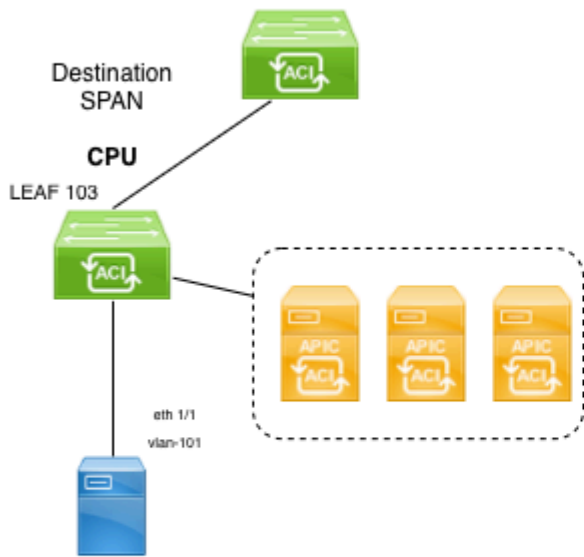 ACI
Destination
SPAN
CPU
LEAF 103
ACI
APIC
ACI
APIC
ACI
APIC
ACI
eth 1/1
vlan-101